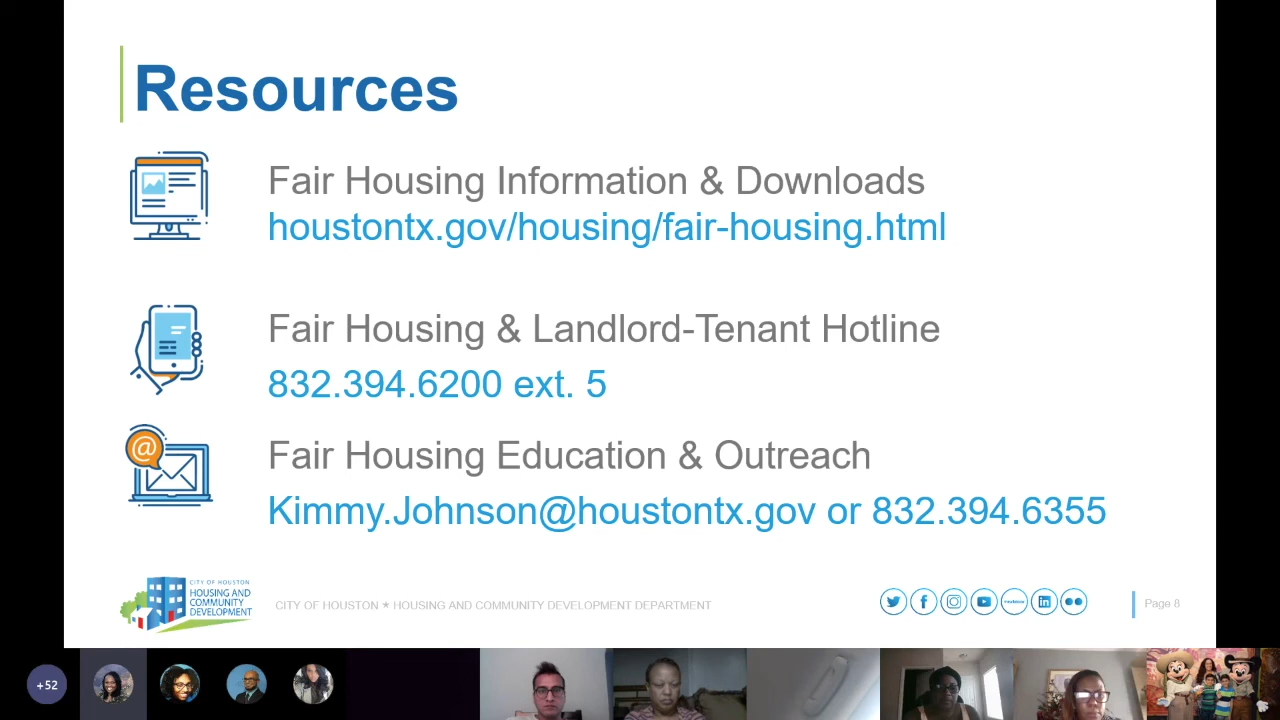 Resources
Fair Housing Information & Downloads
houstontx.gov/housing/fair-housing.html
Fair Housing & Landlord-Tenant Hotline
832.394.6200 ext. 5
@
Fair Housing Education & Outreach
Kimmy.Johnson@houstontx.gov or 832.394.6355
CITY OF HOUSTON
HOUSING AND
COMMUNITY
DEVELOPMENT
CITY OF HOUSTON ★ HOUSING AND COMMUNITY DEVELOPMENT DEPARTMENT
Page 8
+52